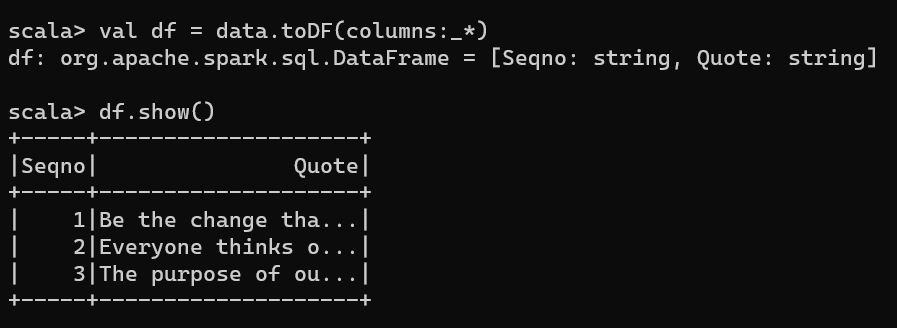 scala> val df = data.toDF(columns:_*)
df: org.apache.spark.sql.DataFrame = [Seqno: string, Quote: string]
scala> df.show()
+-----+--------------------+
|Seqno|               Quote|
+-----+--------------------+
|    1|Be the change tha...|
|    2|Everyone thinks o...|
|    3|The purpose of ou...|
+-----+--------------------+